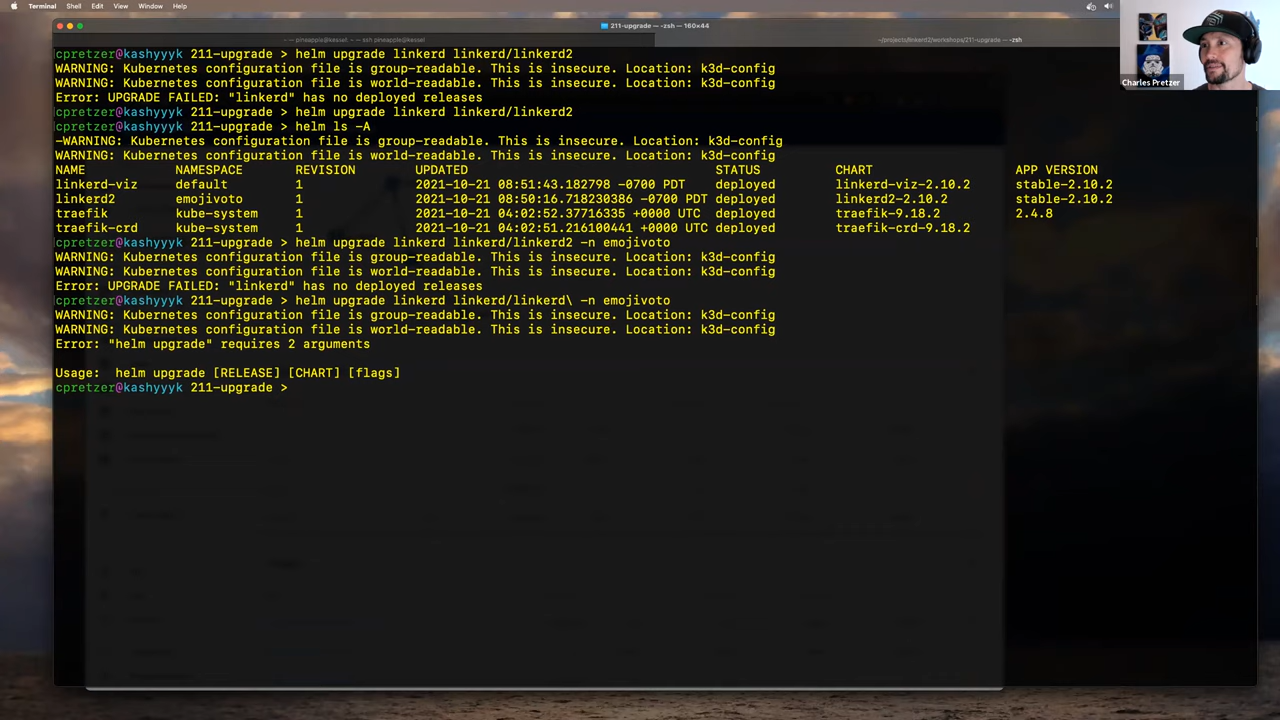 Terminal Shell Edit View Window Help
211-upgrade — -zsh — 160×44
~ — pineapple@kessel: ~ — ssh pineapple@kessel
~/projects/linkerd2/workshops/211-upgrade — -zsh
cpretzer@kashyyyk 211-upgrade > helm upgrade linkerd linkerd/linkerd2
WARNING: Kubernetes configuration file is group-readable. This is insecure. Location: k3d-config
WARNING: Kubernetes configuration file is world-readable. This is insecure. Location: k3d-config
Error: UPGRADE FAILED: "linkerd" has no deployed releases
cpretzer@kashyyyk 211-upgrade > helm upgrade linkerd linkerd/linkerd2
cpretzer@kashyyyk 211-upgrade > helm ls -A
-WARNING: Kubernetes configuration file is group-readable. This is insecure. Location: k3d-config
WARNING: Kubernetes configuration file is world-readable. This is insecure. Location: k3d-config
NAME NAMESPACE REVISION UPDATED STATUS CHART APP VERSION
linkerd-viz default 1 2021-10-21 08:51:43.182798 -0700 PDT deployed linkerd-viz-2.10.2 stable-2.10.2
linkerd2 emojivoto 1 2021-10-21 08:50:16.718230386 -0700 PDT deployed linkerd2-2.10.2 stable-2.10.2
traefik kube-system 1 2021-10-21 04:02:52.37716335 +0000 UTC deployed traefik-9.18.2 2.4.8
traefik-crd kube-system 1 2021-10-21 04:02:51.216100441 +0000 UTC deployed traefik-crd-9.18.2
cpretzer@kashyyyk 211-upgrade > helm upgrade linkerd linkerd/linkerd2 -n emojivoto
WARNING: Kubernetes configuration file is group-readable. This is insecure. Location: k3d-config
WARNING: Kubernetes configuration file is world-readable. This is insecure. Location: k3d-config
Error: UPGRADE FAILED: "linkerd" has no deployed releases
cpretzer@kashyyyk 211-upgrade > helm upgrade linkerd linkerd/linkerd\ -n emojivoto
WARNING: Kubernetes configuration file is group-readable. This is insecure. Location: k3d-config
WARNING: Kubernetes configuration file is world-readable. This is insecure. Location: k3d-config
Error: "helm upgrade" requires 2 arguments
Usage: helm upgrade [RELEASE] [CHART] [flags]
cpretzer@kashyyyk 211-upgrade >
Charles Pretzer